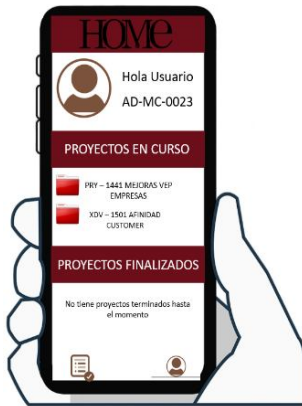 HOMe
Hola Usuario
AD-MC-0023
PROYECTOS EN CURSO
PRY – 1441 MEJORAS VEP
EMPRESAS
XDV – 1501 AFINIDAD
CUSTOMER
PROYECTOS FINALIZADOS
No tiene proyectos terminados hasta
el momento